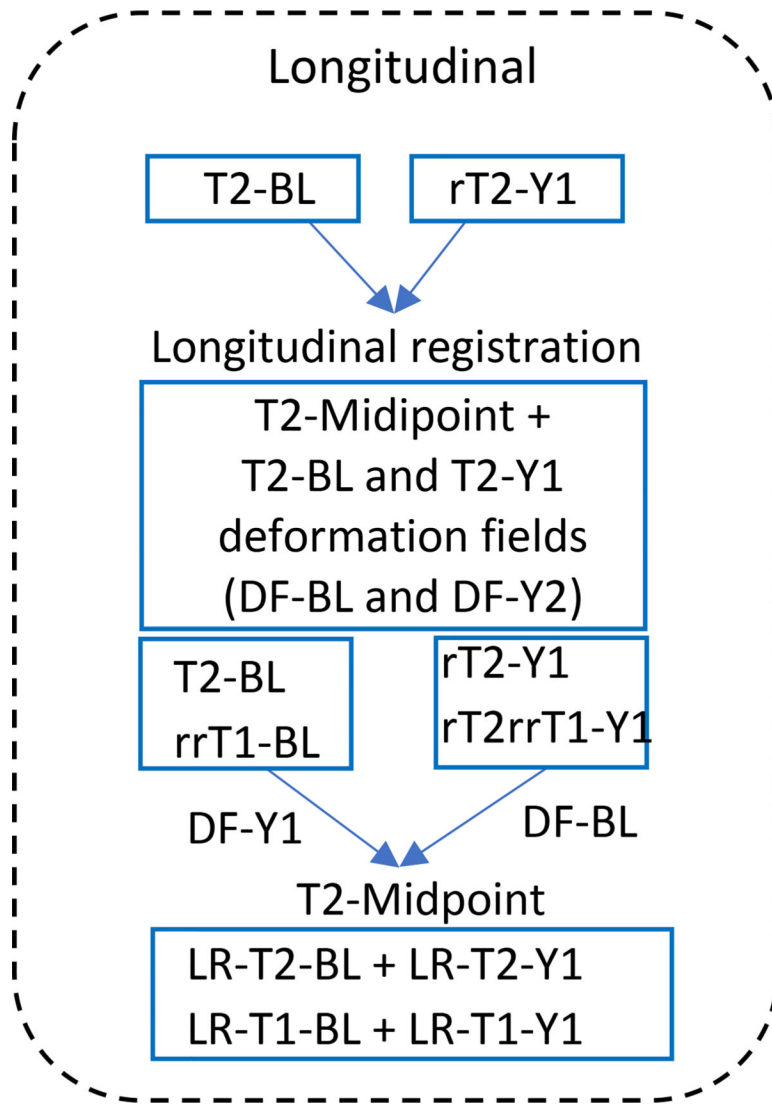 Longitudinal
T2-BL
rT2-Y1
Longitudinal registration
T2-Midipoint +
T2-BL and T2-Y1
deformation fields
(DF-BL and DF-Y2)
T2-BL
rrT1-BL
rT2-Y1
rT2rrT1-Y1
DF-Y1
DF-BL
T2-Midpoint
LR-T2-BL + LR-T2-Y1
LR-T1-BL + LR-T1-Y1